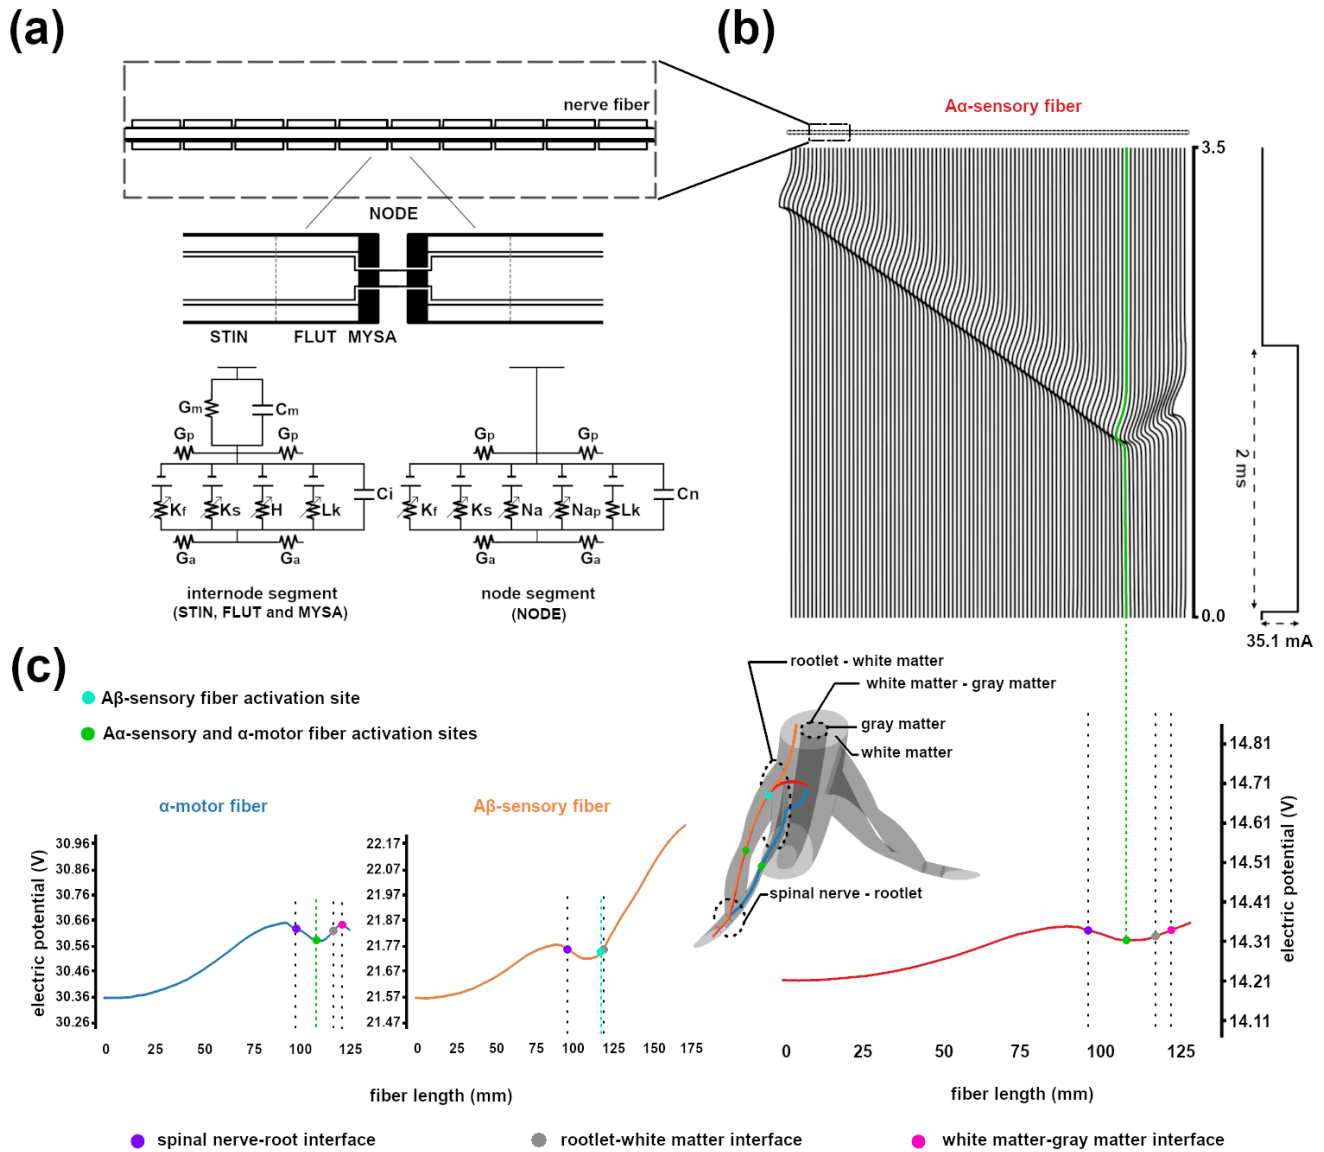 (a)
nerve fiber
NODE
STIN FLUT MYSA
Gm Cm
Gp Gp
Kf Ks H Lk Ci
Ga Ga
internode segment
(STIN, FLUT and MYSA)
Gp Gp
Kf Ks Na Nap Lk Cn
Ga Ga
node segment
(NODE)
(b)
Aα-sensory fiber
3.5
0.0
2 ms
35.1 mA
(c)
Aβ-sensory fiber activation site
Aα-sensory and α-motor fiber activation sites
α-motor fiber
electric potential (V)
30.96
30.86
30.76
30.66
30.56
30.46
30.36
30.26
0 25 50 75 100 125
Aβ-sensory fiber
22.17
22.07
21.97
21.87
21.77
21.67
21.57
21.47
0 25 50 75 100 125 150 175
fiber length (mm)
rootlet - white matter
white matter - gray matter
gray matter
white matter
spinal nerve - rootlet
14.81
14.71
14.61
14.51
14.41
14.31
14.21
14.11
electric potential (V)
0 25 50 75 100 125
fiber length (mm)
spinal nerve-root interface
rootlet-white matter interface
white matter-gray matter interface